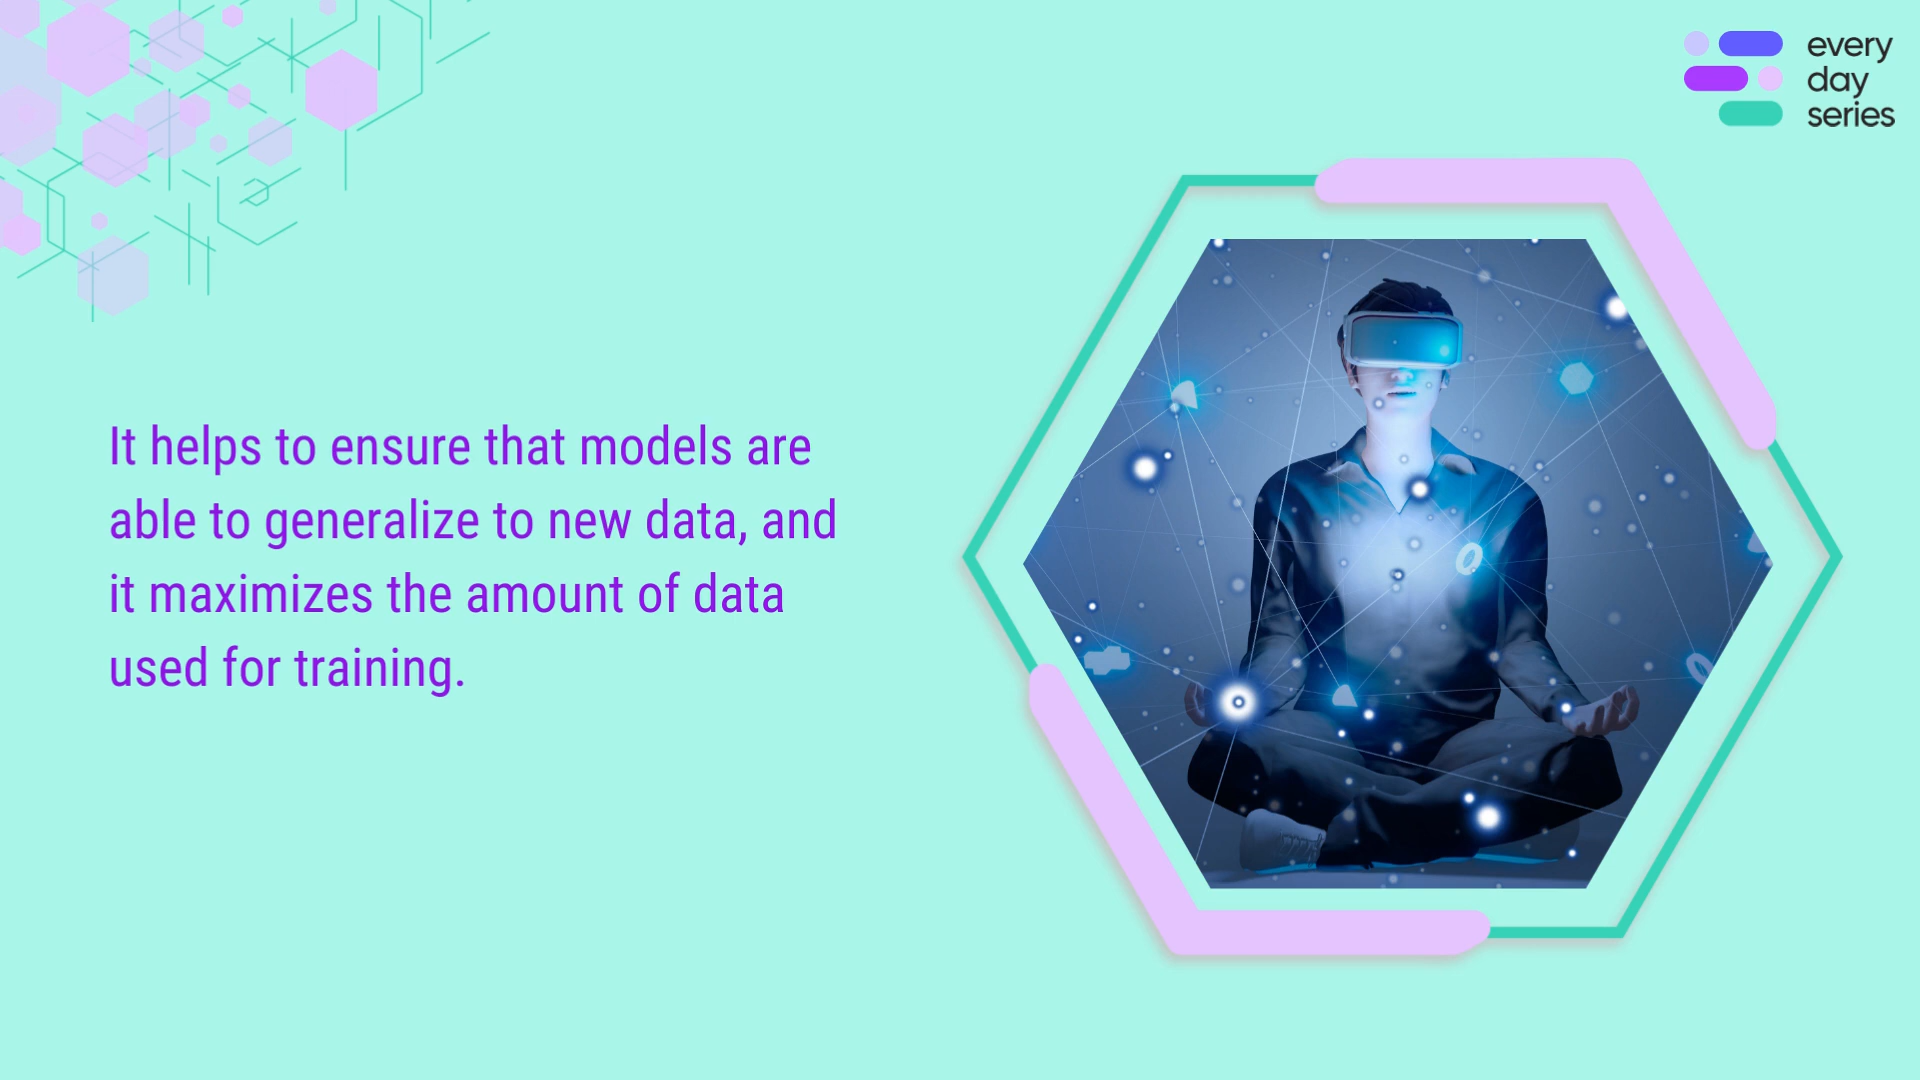 every
day
series
It helps to ensure that models are
able to generalize to new data, and
it maximizes the amount of data
used for training.